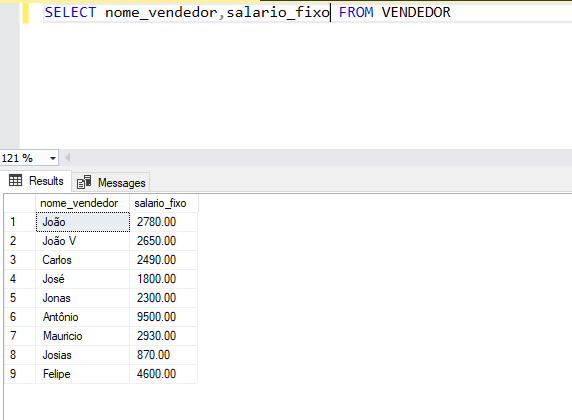 SELECT nome_vendedor,salario_fixo FROM VENDEDOR
121 %
Results Messages
nome_vendedor salario_fixo
1 João 2780.00
2 João V 2650.00
3 Carlos 2490.00
4 José 1800.00
5 Jonas 2300.00
6 Antônio 9500.00
7 Mauricio 2930.00
8 Josias 870.00
9 Felipe 4600.00